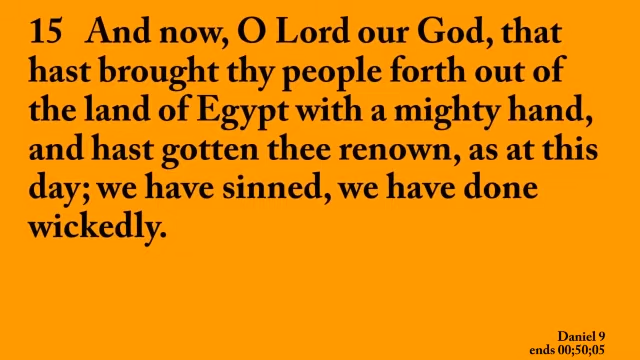 15 And now, O Lord our God, that
hast brought thy people forth out of
the land of Egypt with a mighty hand,
and hast gotten thee renown, as at this
day; we have sinned, we have done
wickedly.
Daniel 9
ends 00;50;05